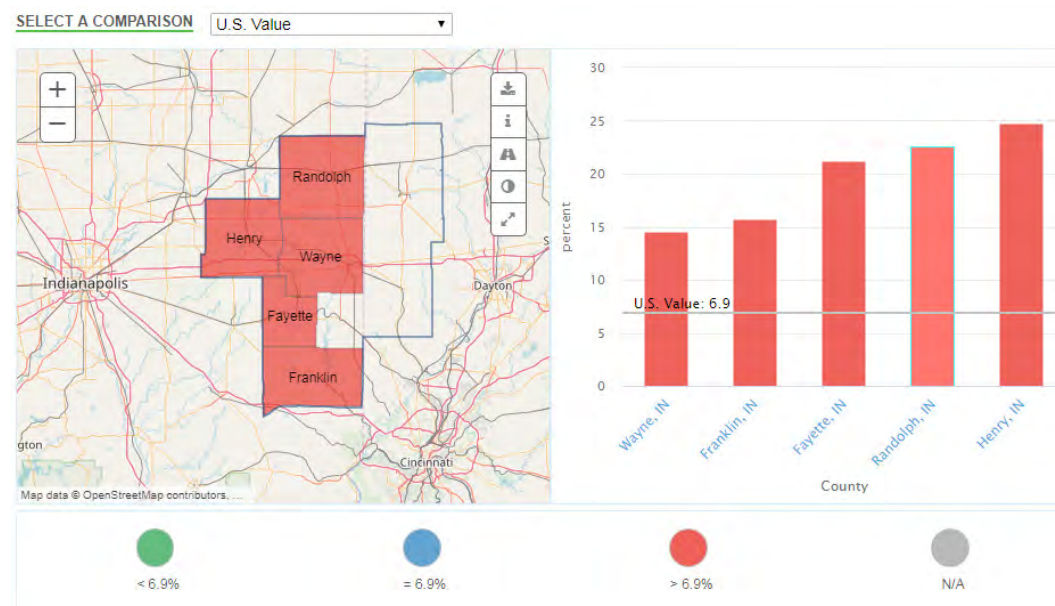 SELECT A COMPARISON
U.S. Value
+
−
i
Randolph
Henry
Wayne
Indianapolis
Dayton
Fayette
Franklin
gton
Cincinnati
Map data © OpenStreetMap contributors, ...
30
25
20
15
10
5
0
percent
U.S. Value: 6.9
Wayne, IN
Franklin, IN
Fayette, IN
Randolph, IN
Henry, IN
County
< 6.9%
= 6.9%
> 6.9%
N/A